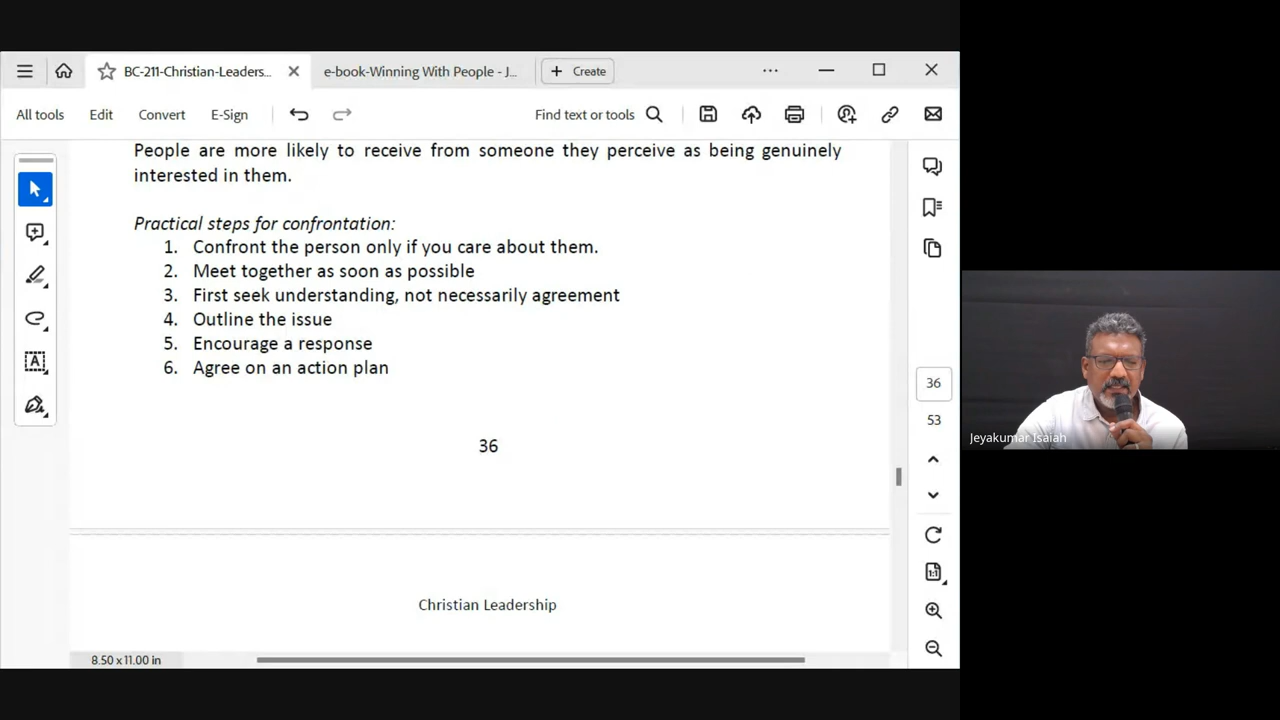 BC-211-Christian-Leaders...
e-book-Winning With People - J...
Create
All tools
Edit
Convert
E-Sign
Find text or tools
People are more likely to receive from someone they perceive as being genuinely
interested in them.
Practical steps for confrontation:
1. Confront the person only if you care about them.
2. Meet together as soon as possible
3. First seek understanding, not necessarily agreement
4. Outline the issue
5. Encourage a response
6. Agree on an action plan
36
Christian Leadership
8.50 x 11.00 in
36
53
1:1
Jeyakumar Isaiah